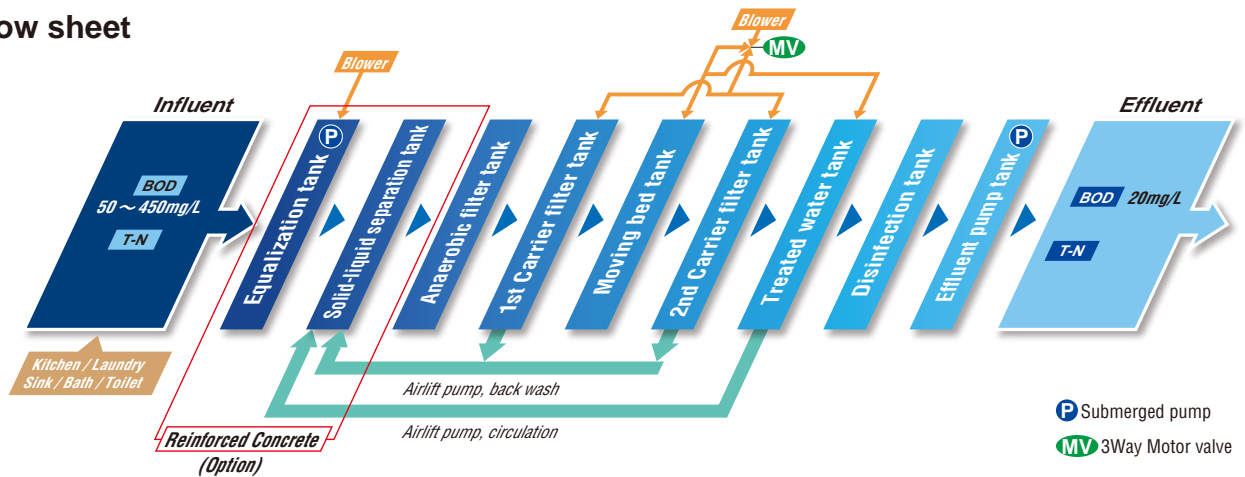 ow sheet
Blower
MV
Blower
Influent
Effluent
BOD
50 ～ 450mg/L
T-N
P
Equalization tank
Solid-liquid separation tank
Anaerobic filter tank
1st Carrier filter tank
Moving bed tank
2nd Carrier filter tank
Treated water tank
Disinfection tank
P
Effluent pump tank
BOD 20mg/L
T-N
Kitchen / Laundry
Sink / Bath / Toilet
Airlift pump, back wash
Airlift pump, circulation
Reinforced Concrete
(Option)
P Submerged pump
MV 3Way Motor valve